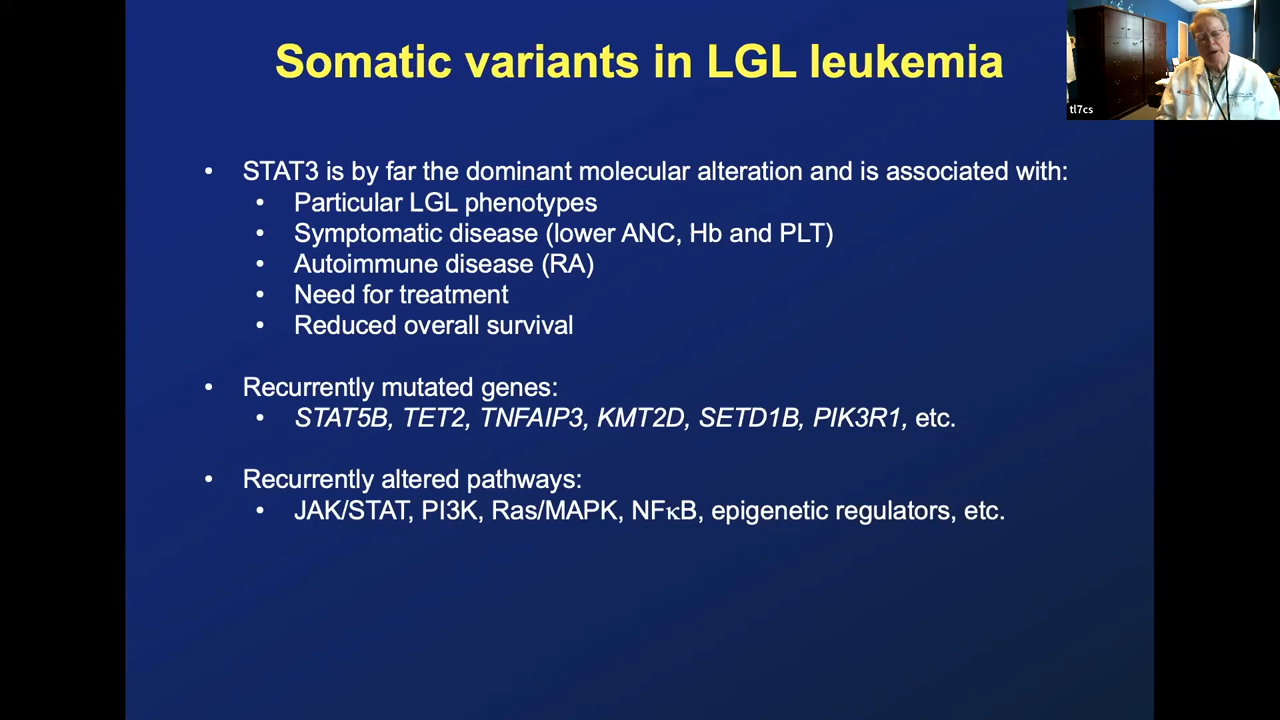 Somatic variants in LGL leukemia
tl7cs
• STAT3 is by far the dominant molecular alteration and is associated with:
• Particular LGL phenotypes
• Symptomatic disease (lower ANC, Hb and PLT)
• Autoimmune disease (RA)
• Need for treatment
• Reduced overall survival
• Recurrently mutated genes:
• STAT5B, TET2, TNFAIP3, KMT2D, SETD1B, PIK3R1, etc.
• Recurrently altered pathways:
• JAK/STAT, PI3K, Ras/MAPK, NFκB, epigenetic regulators, etc.